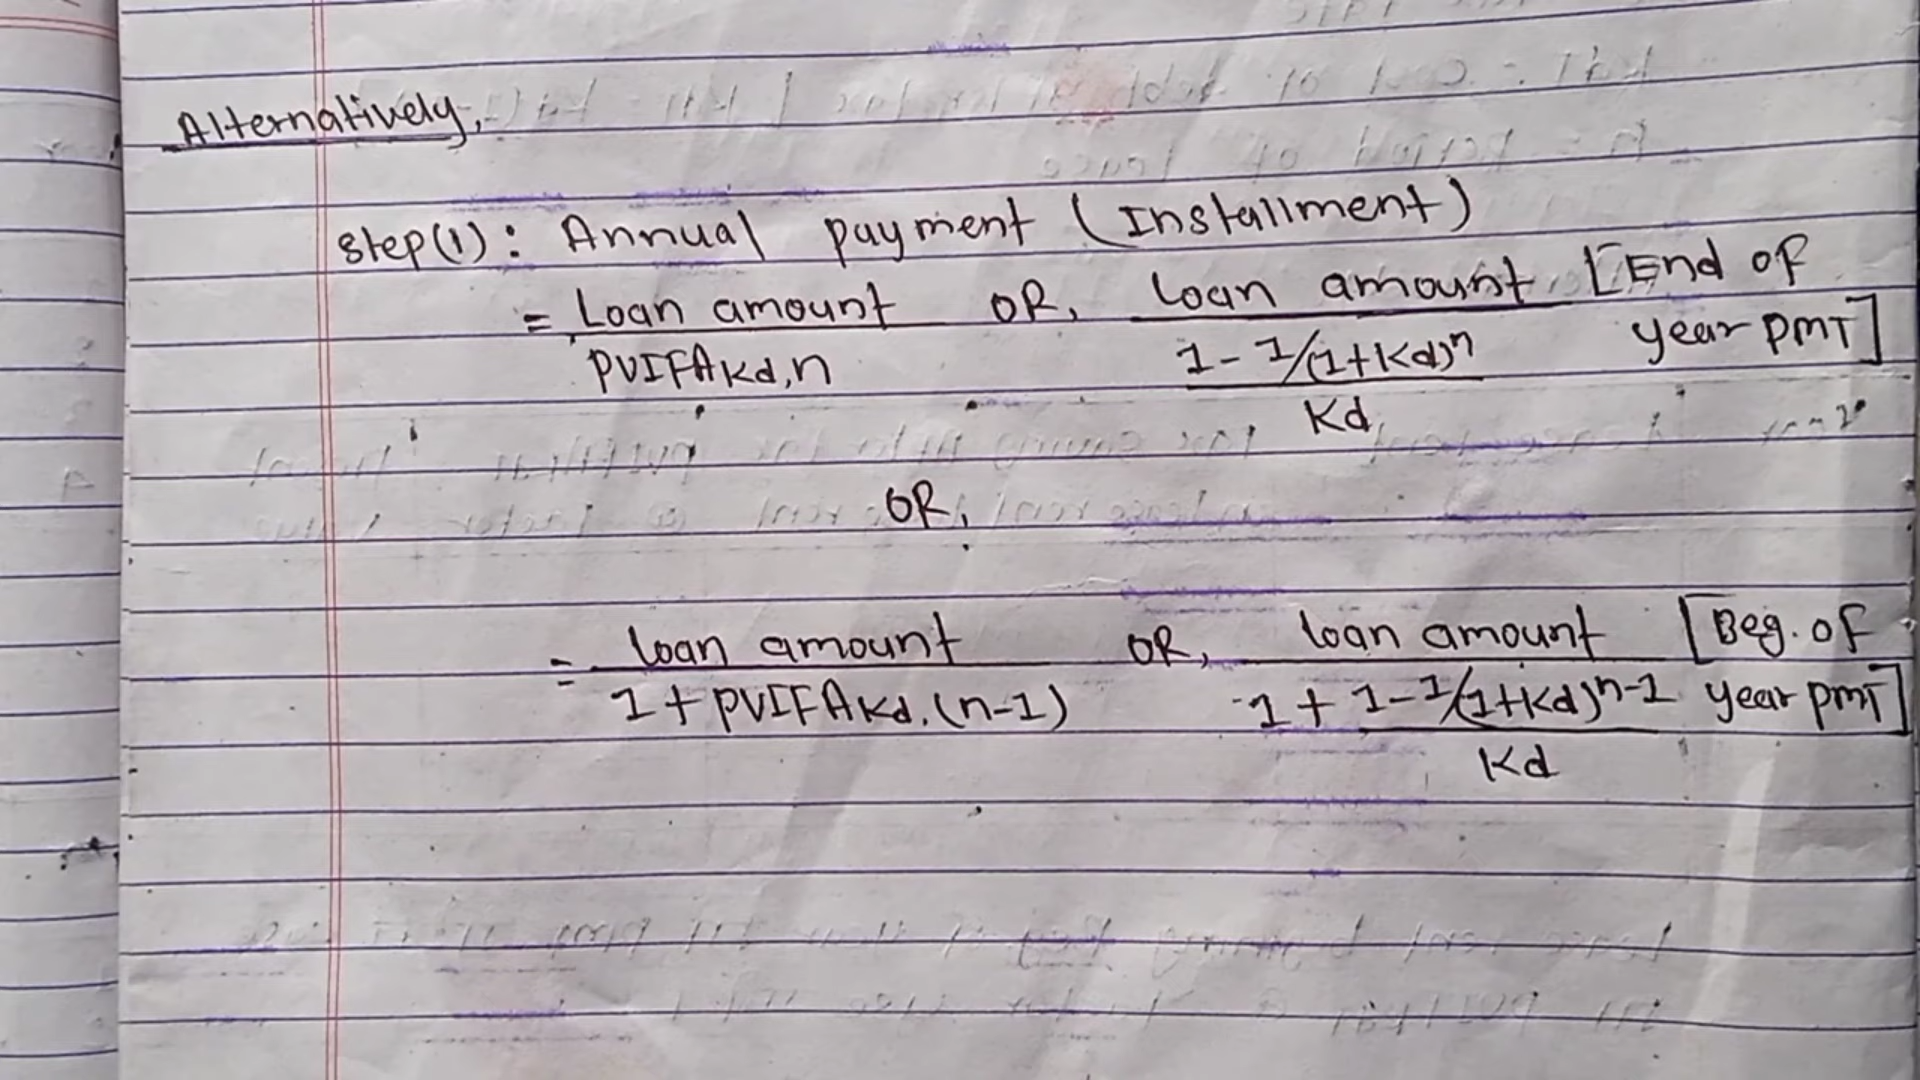 Alternatively,
Step(1): Annual payment (Installment)
= Loan amount OR, Loan amount [End of
PVIFAKd,n 1-1/(1+Kd)^n year PMT]
Kd
OR,
= Loan amount OR, Loan amount [Beg. of
1+PVIFAKd,(n-1) 1+ 1-1/(1+Kd)^n-1 year PMT]
Kd